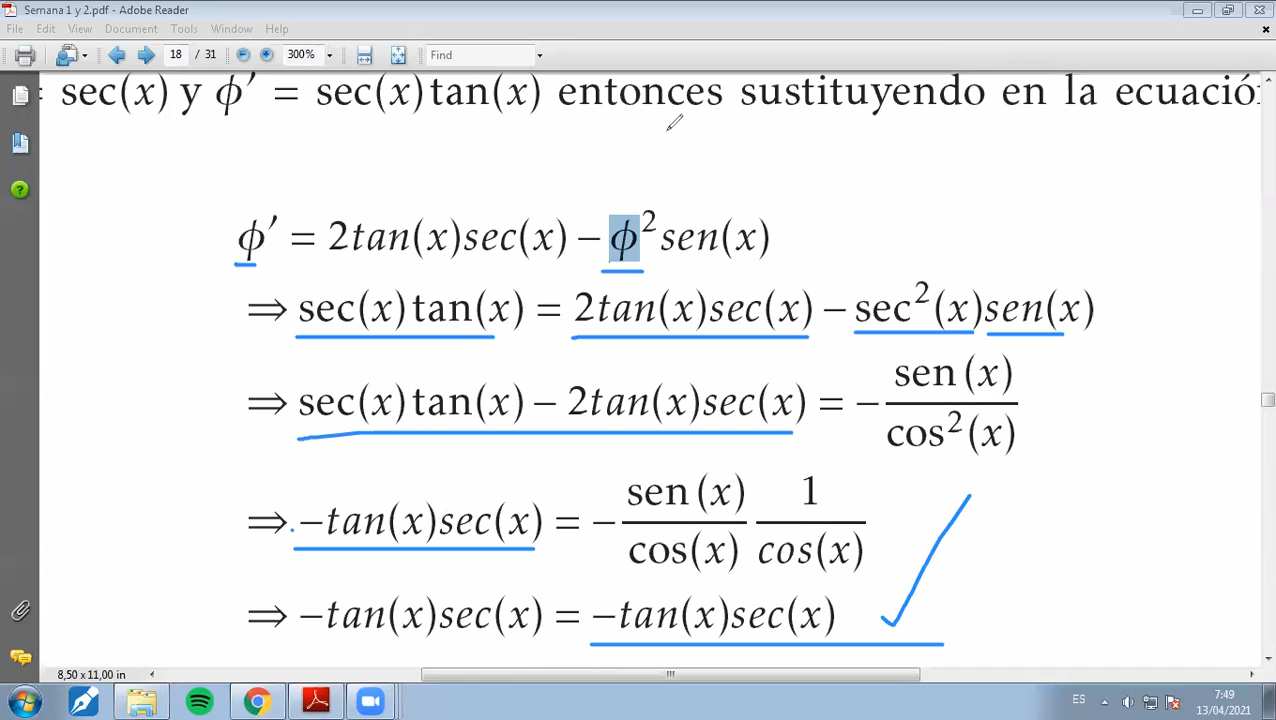 Semana 1 y 2.pdf - Adobe Reader
File Edit View Document Tools Window Help
18 / 31 300% Find
= sec(x) y ϕ′ = sec(x)tan(x) entonces sustituyendo en la ecuació
ϕ′ = 2tan(x)sec(x) − ϕ²sen(x)
⇒ sec(x)tan(x) = 2tan(x)sec(x) − sec²(x)sen(x)
⇒ sec(x)tan(x) − 2tan(x)sec(x) = − sen(x) / cos²(x)
⇒ −tan(x)sec(x) = − sen(x) / cos(x) 1 / cos(x)
⇒ −tan(x)sec(x) = −tan(x)sec(x)
8,50 x 11,00 in
ES 7:49
13/04/2021